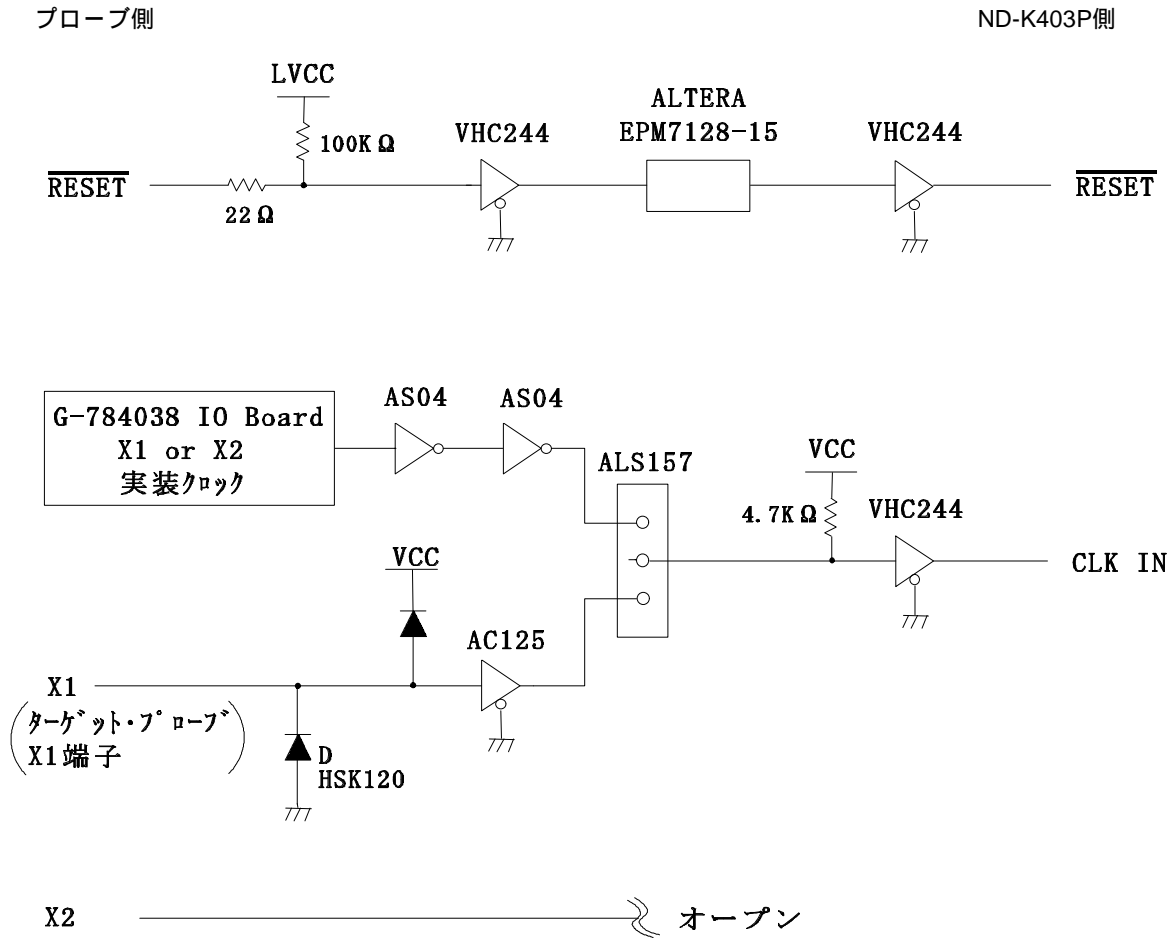 プローブ側
ND-K403P側
LVCC
100KΩ
VHC244
ALTERA
EPM7128-15
VHC244
RESET
22Ω
RESET
G-784038 IO Board
X1 or X2
実装ｸﾛｯｸ
AS04
AS04
ALS157
VCC
4.7KΩ
VHC244
CLK IN
VCC
AC125
X1
(ﾀｰｹﾞｯﾄ･ﾌﾟﾛｰﾌﾞ
X1端子)
D
HSK120
X2
オープン